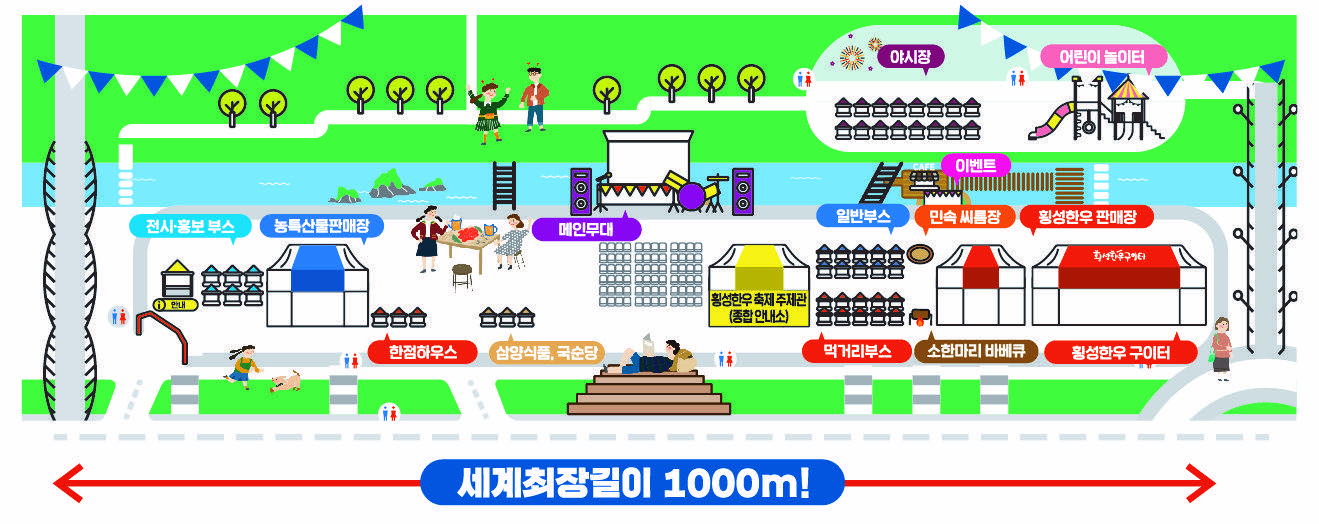 야시장
어린이 놀이터
CAFE
이벤트
전시·홍보 부스
농특산물판매장
메인무대
일반부스
민속 씨름장
횡성한우 판매장
횡성한우구이터
안내
횡성한우 축제 주제관
(종합 안내소)
한점하우스
삼양식품, 국순당
먹거리부스
소한마리 바베큐
횡성한우 구이터
세계최장길이 1000m!